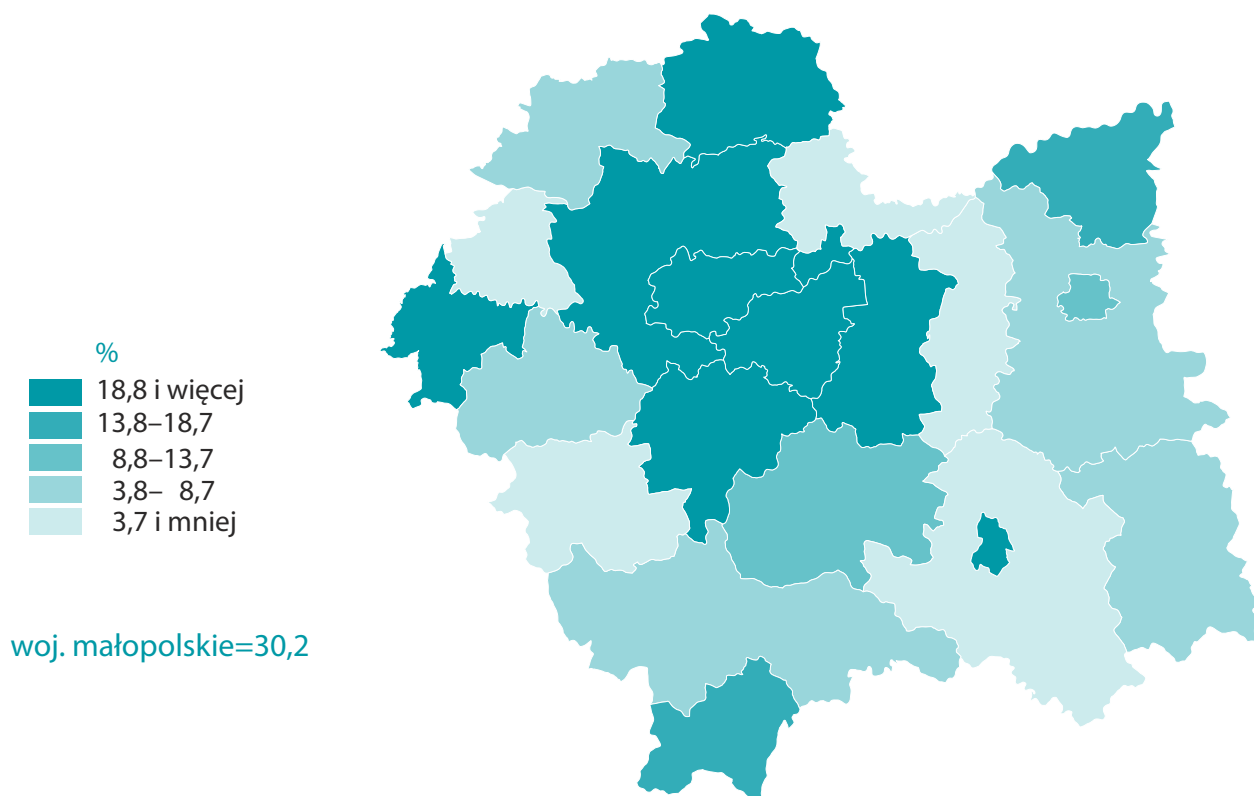 %
18,8 i więcej
13,8–18,7
8,8–13,7
3,8– 8,7
3,7 i mniej
woj. małopolskie=30,2